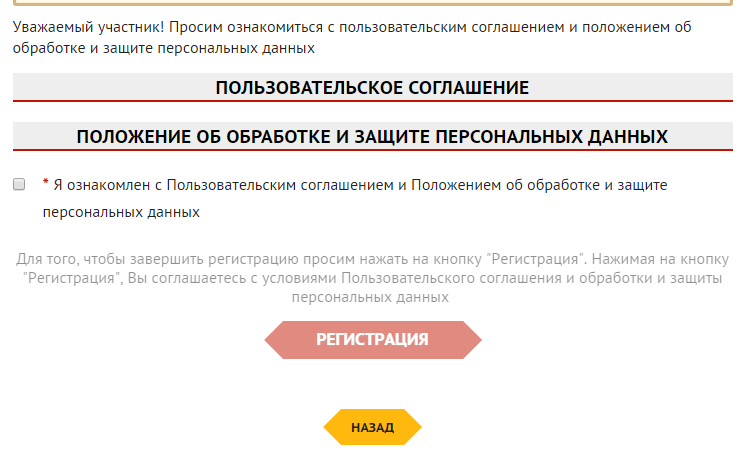 Уважаемый участник! Просим ознакомиться с пользовательским соглашением и положением об
обработке и защите персональных данных
ПОЛЬЗОВАТЕЛЬСКОЕ СОГЛАШЕНИЕ
ПОЛОЖЕНИЕ ОБ ОБРАБОТКЕ И ЗАЩИТЕ ПЕРСОНАЛЬНЫХ ДАННЫХ
* Я ознакомлен с Пользовательским соглашением и Положением об обработке и защите
персональных данных
Для того, чтобы завершить регистрацию просим нажать на кнопку "Регистрация". Нажимая на кнопку
"Регистрация", Вы соглашаетесь с условиями Пользовательского соглашения и обработки и защиты
персональных данных
РЕГИСТРАЦИЯ
НАЗАД